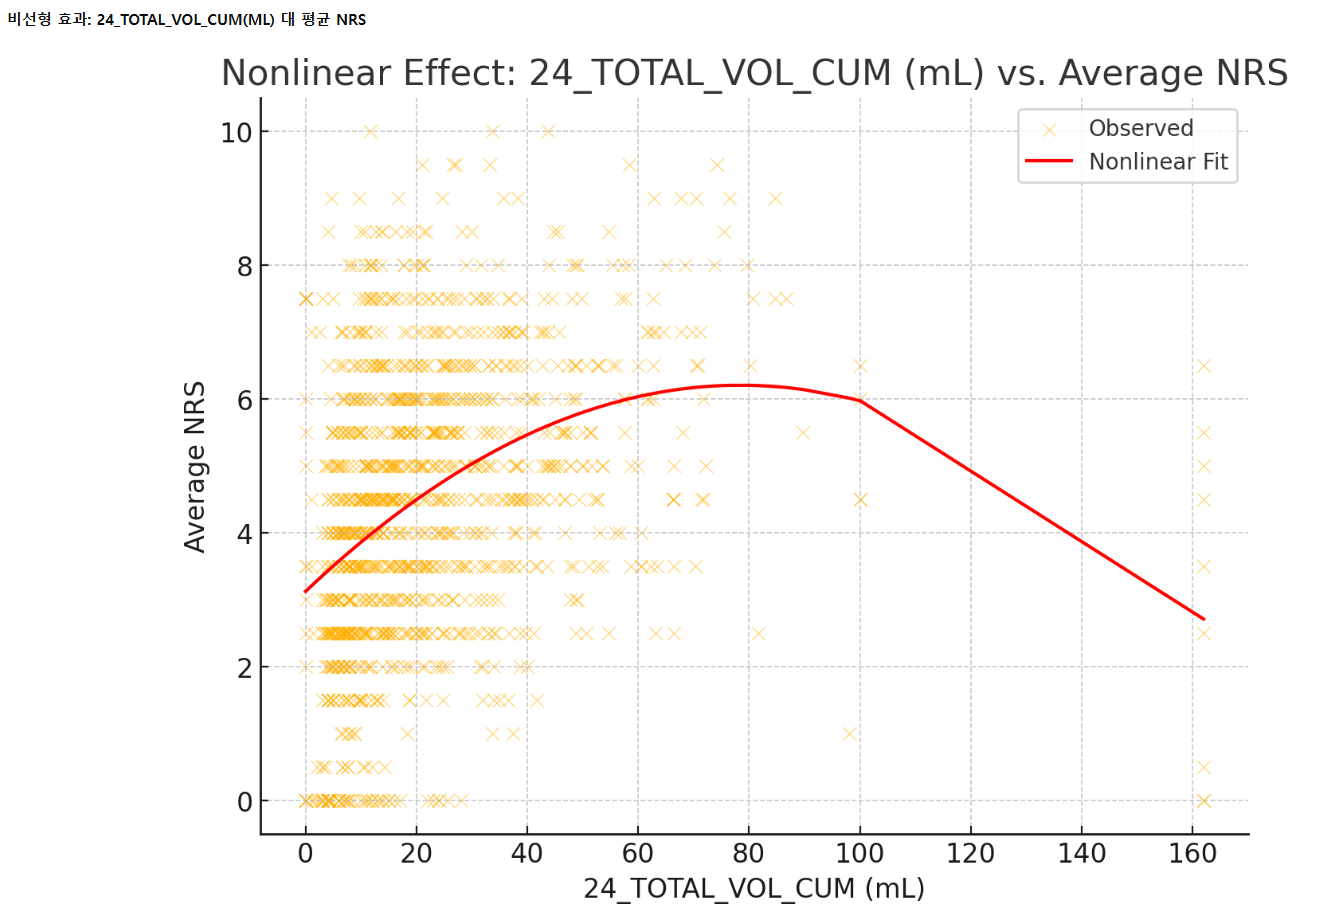 비선형 효과: 24_TOTAL_VOL_CUM(ML) 대 평균 NRS
Nonlinear Effect: 24_TOTAL_VOL_CUM (mL) vs. Average NRS
Observed
Nonlinear Fit
Average NRS
10
8
6
4
2
0
0 20 40 60 80 100 120 140 160
24_TOTAL_VOL_CUM (mL)